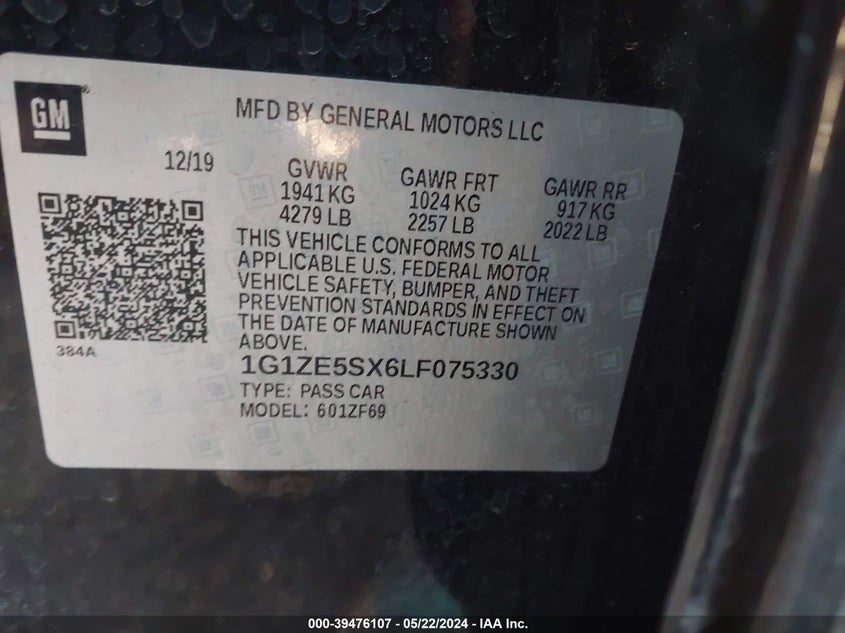 GM
MFD BY GENERAL MOTORS LLC
12/19
GVWR
1941 KG
4279 LB
GAWR FRT
1024 KG
2257 LB
GAWR RR
917 KG
2022 LB
THIS VEHICLE CONFORMS TO ALL
APPLICABLE U.S. FEDERAL MOTOR
VEHICLE SAFETY, BUMPER, AND THEFT
PREVENTION STANDARDS IN EFFECT ON
THE DATE OF MANUFACTURE SHOWN
ABOVE.
384A
1G1ZE5SX6LF075330
TYPE: PASS CAR
MODEL: 601ZF69
000-39476107 - 05/22/2024 - IAA Inc.